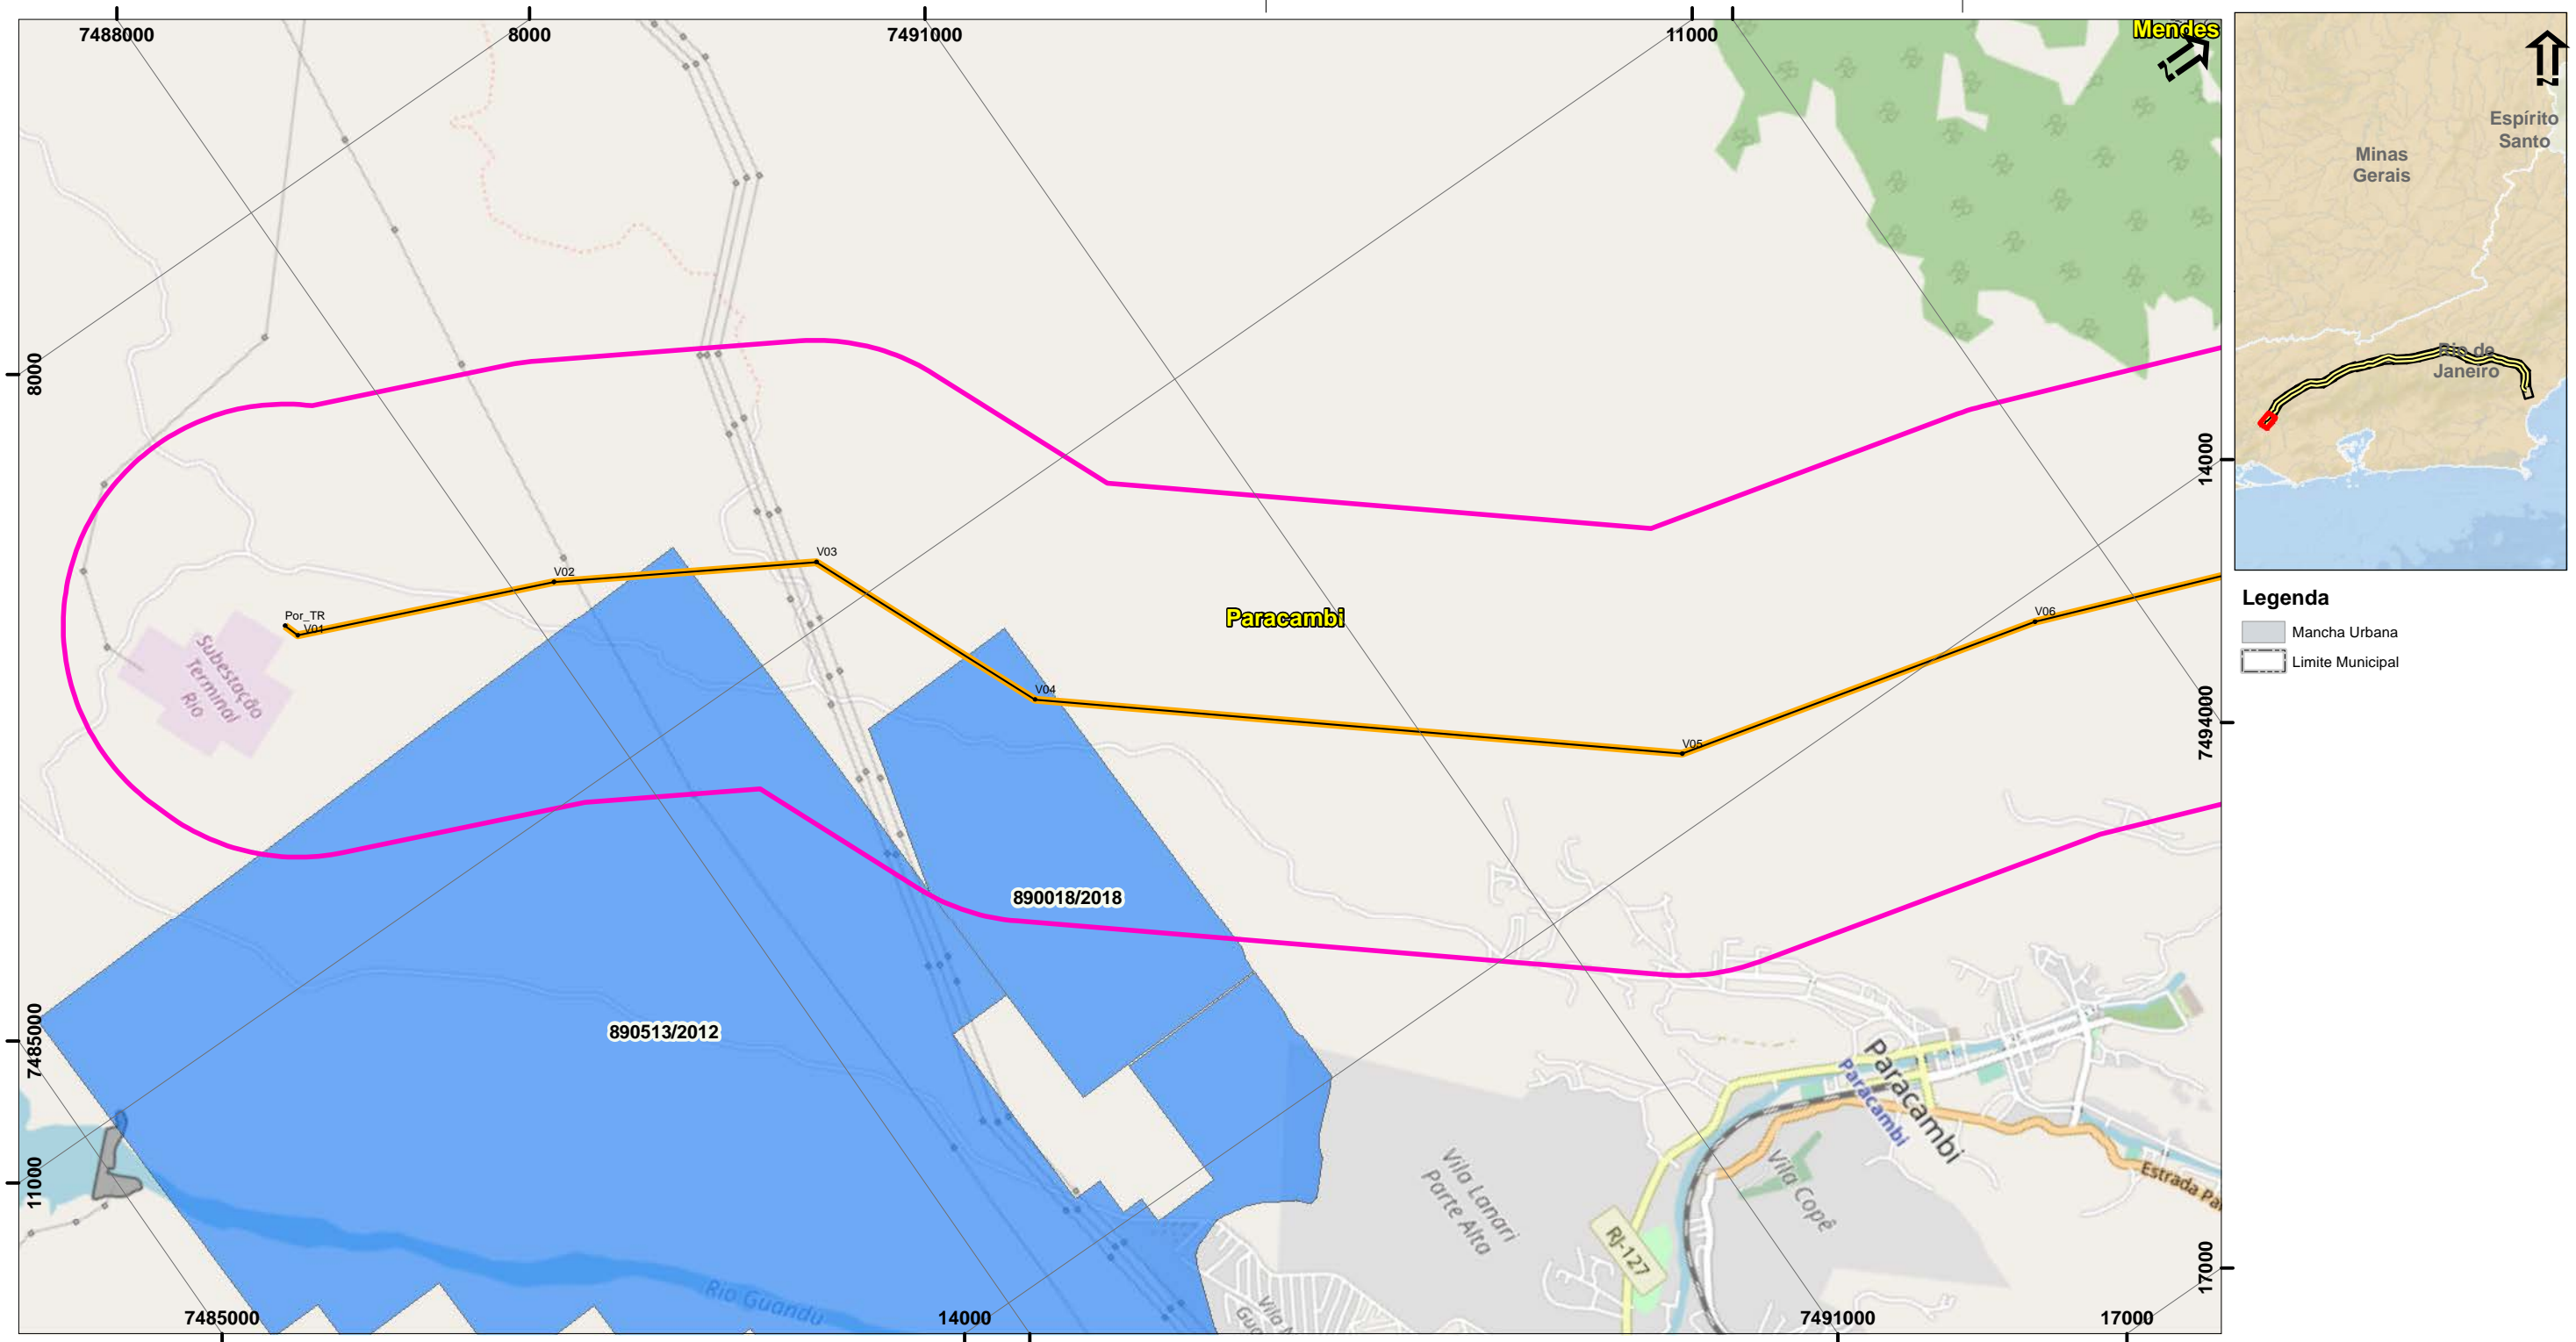 7488000
8000
7491000
11000
Mendes
N
8000
14000
7494000
7485000
11000
17000
7485000
14000
7491000
17000
Por_TR
V01
V02
V03
V04
V05
V06
Subestação
Terminal
Rio
Paracambi
890018/2018
890513/2012
Rio Guandu
Vila Lanari
Parte Alta
Vila Copê
RJ-127
Paracambi
Paracambi
N
Espírito
Santo
Minas
Gerais
Rio de
Janeiro
Legenda
Mancha Urbana
Limite Municipal